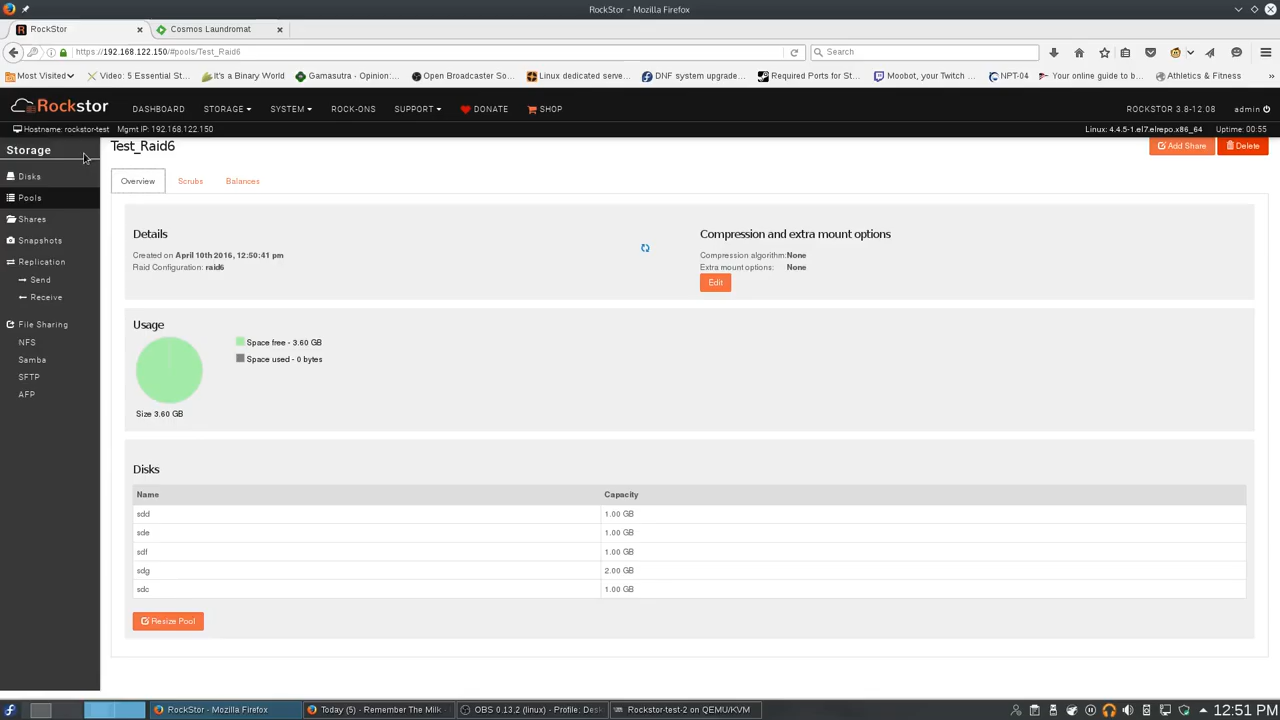 RockStor - Mozilla Firefox
RockStor
Cosmos Laundromat
https://192.168.122.150/#pools/Test_Raid6
Search
Most Visited
Video: 5 Essential St...
It's a Binary World
Gamasutra - Opinion:...
Open Broadcaster So...
Linux dedicated serve...
DNF system upgrade...
Required Ports for St...
Moobot, your Twitch ...
NPT-04
Your online guide to b...
Athletics & Fitness
»
Rockstor
DASHBOARD
STORAGE
SYSTEM
ROCK-ONS
SUPPORT
DONATE
SHOP
ROCKSTOR 3.8-12.08
admin
Hostname: rockstor-test Mgmt IP: 192.168.122.150
Linux: 4.4.5-1.el7.elrepo.x86_64
Uptime: 00:55
Storage
Disks
Pools
Shares
Snapshots
Replication
Send
Receive
File Sharing
NFS
Samba
SFTP
AFP
Test_Raid6
Add Share
Delete
Overview
Scrubs
Balances
Details
Created on April 10th 2016, 12:50:41 pm
Raid Configuration: raid6
Compression and extra mount options
Compression algorithm:None
Extra mount options: None
Edit
Usage
Space free - 3.60 GB
Space used - 0 bytes
Size 3.60 GB
Disks
Name Capacity
sdd 1.00 GB
sde 1.00 GB
sdf 1.00 GB
sdg 2.00 GB
sdc 1.00 GB
Resize Pool
RockStor - Mozilla Firefox
Today (5) - Remember The Milk -
OBS 0.13.2 (linux) - Profile: Desk
Rockstor-test-2 on QEMU/KVM
12:51 PM